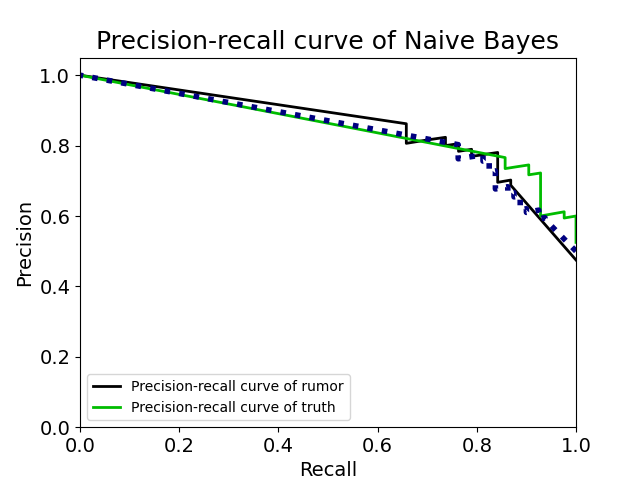 Precision-recall curve of Naive Bayes
1.0
0.8
0.6
0.4
0.2
0.0
Precision
Precision-recall curve of rumor
Precision-recall curve of truth
0.0 0.2 0.4 0.6 0.8 1.0
Recall